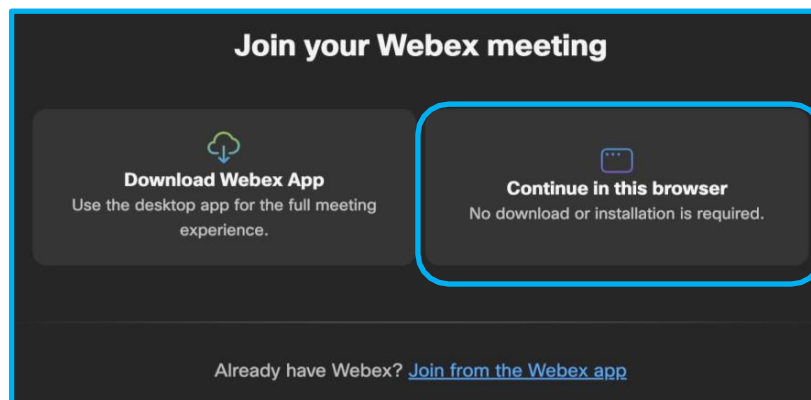 Join your Webex meeting
Download Webex App
Use the desktop app for the full meeting
experience.
Continue in this browser
No download or installation is required.
Already have Webex? Join from the Webex app